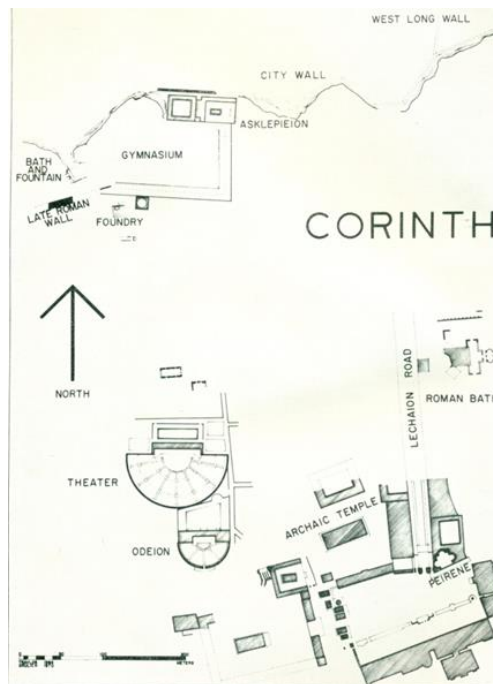 WEST LONG WALL
CITY WALL
ASKLEPIEION
GYMNASIUM
BATH
AND
FOUNTAIN
LATE ROMAN
WALL
FOUNDRY
CORINTH
NORTH
LECHAION ROAD
ROMAN BATH
THEATER
ARCHAIC TEMPLE
ODEION
PEIRENE
METERS